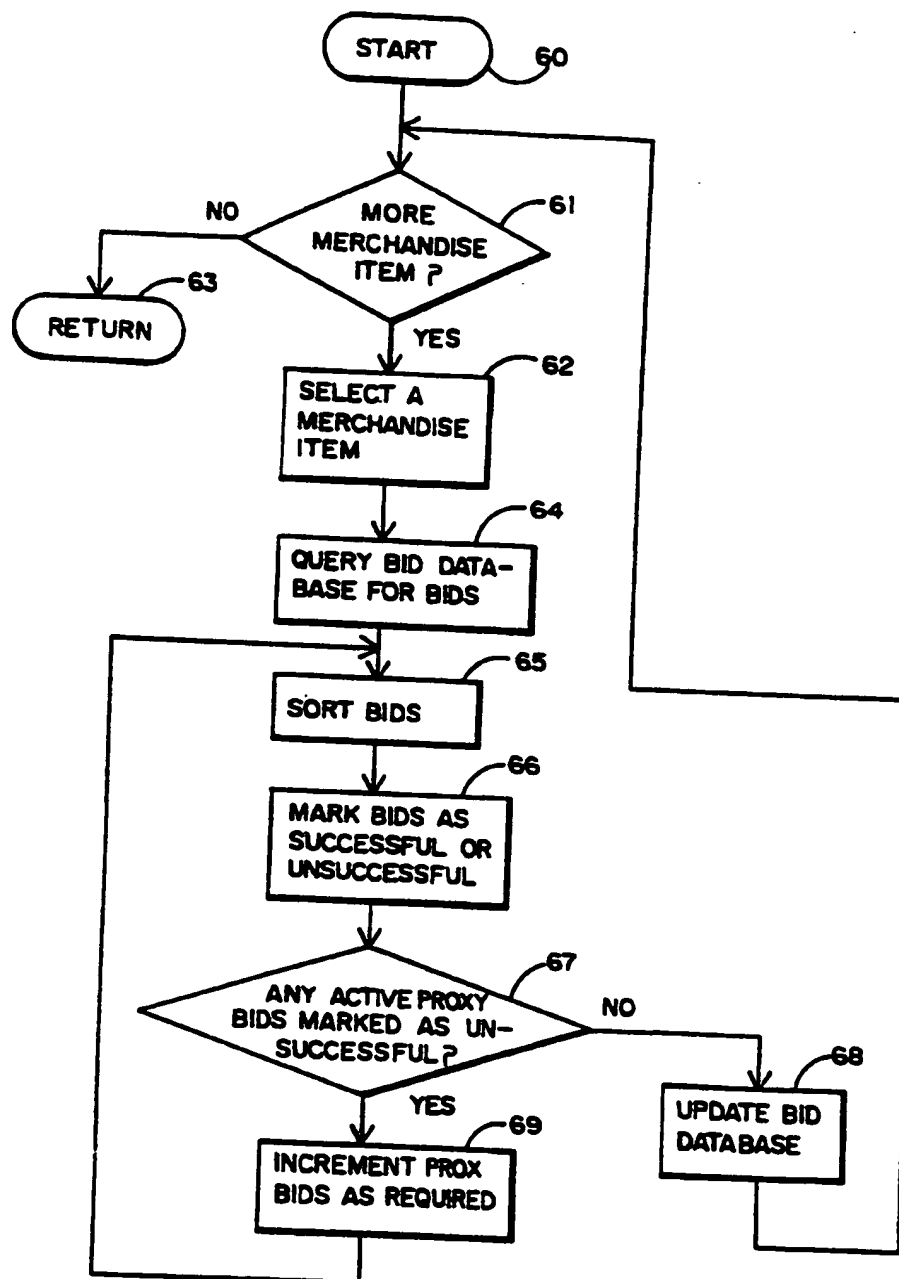 START
60
MORE
MERCHANDISE
ITEM ?
61
NO
63
RETURN
YES
62
SELECT A
MERCHANDISE
ITEM
64
QUERY BID DATA-
BASE FOR BIDS
65
SORT BIDS
66
MARK BIDS AS
SUCCESSFUL OR
UNSUCCESSFUL
67
ANY ACTIVE PROXY
BIDS MARKED AS UN-
SUCCESSFUL?
NO
YES
68
UPDATE BID
DATABASE
69
INCREMENT PROX
BIDS AS REQUIRED